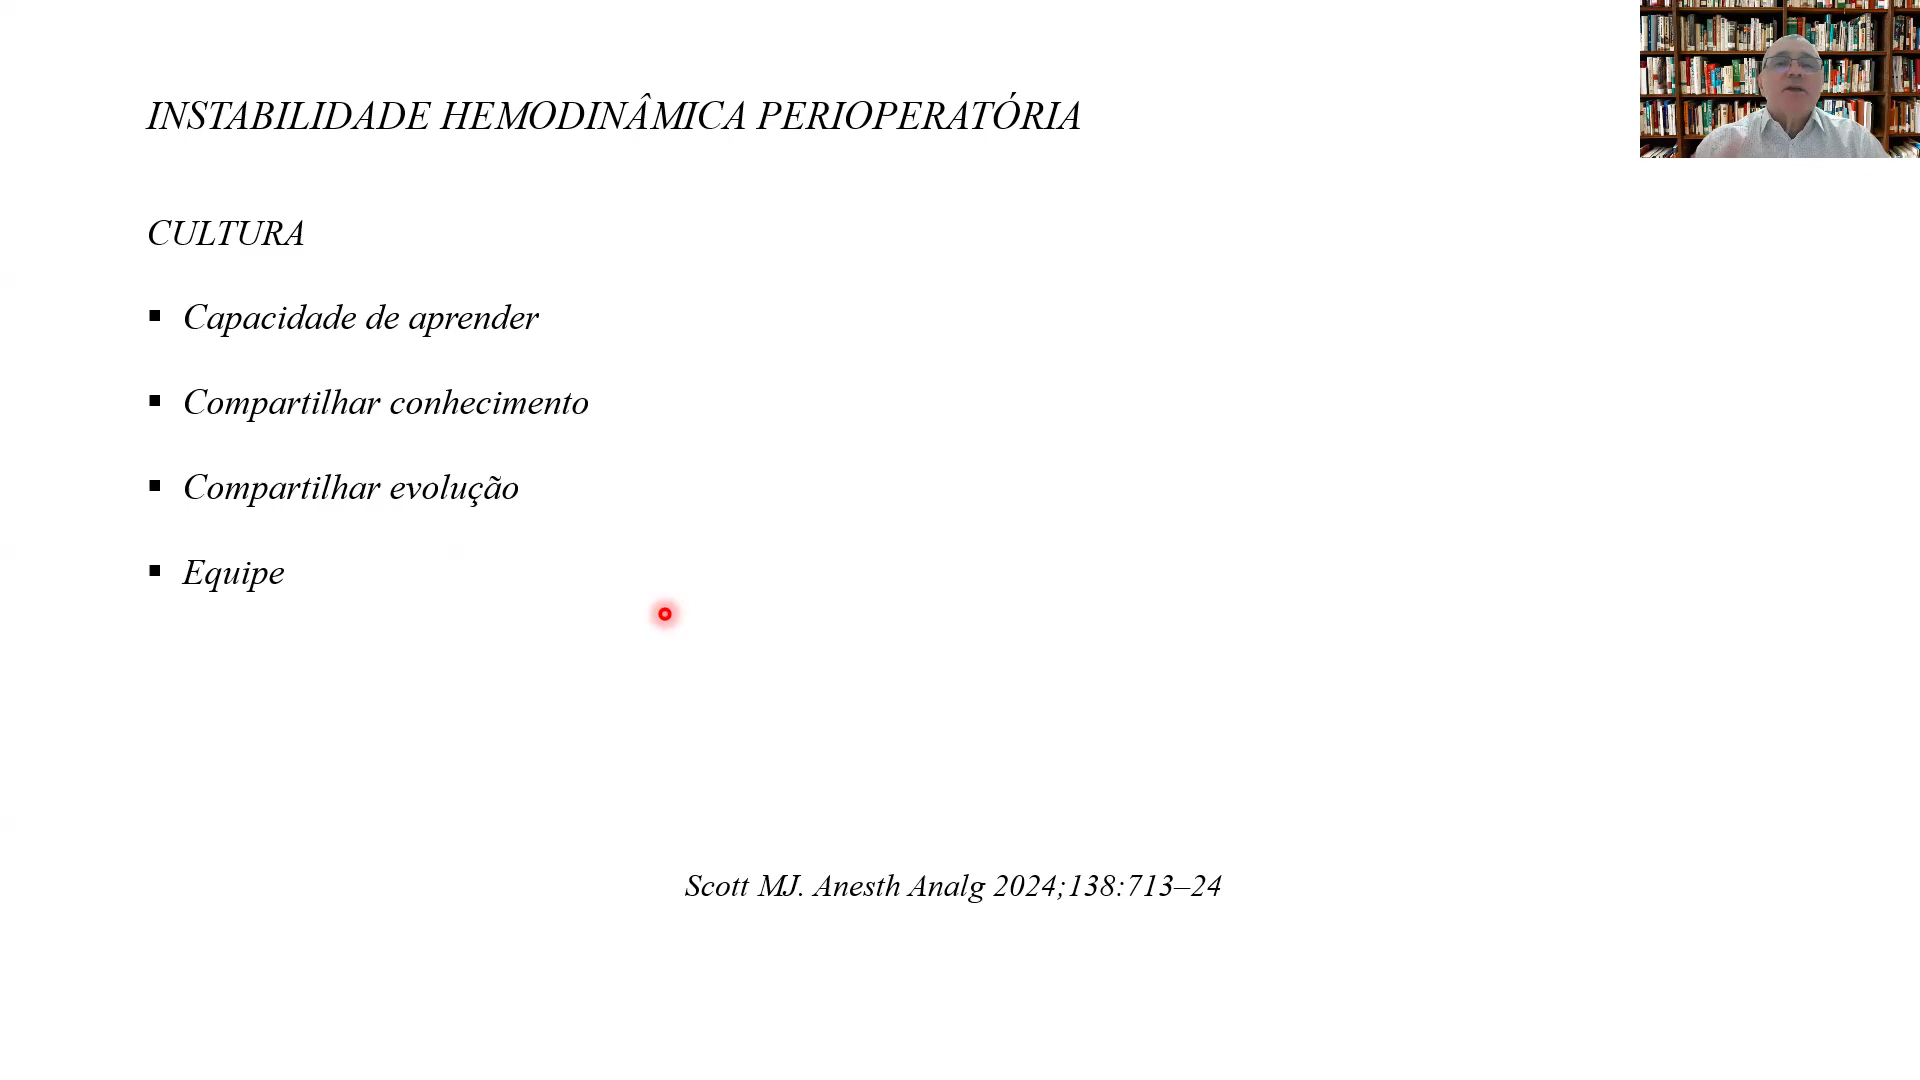 INSTABILIDADE HEMODINÂMICA PERIOPERATÓRIA
CULTURA
▪ Capacidade de aprender
▪ Compartilhar conhecimento
▪ Compartilhar evolução
▪ Equipe
Scott MJ. Anesth Analg 2024;138:713–24